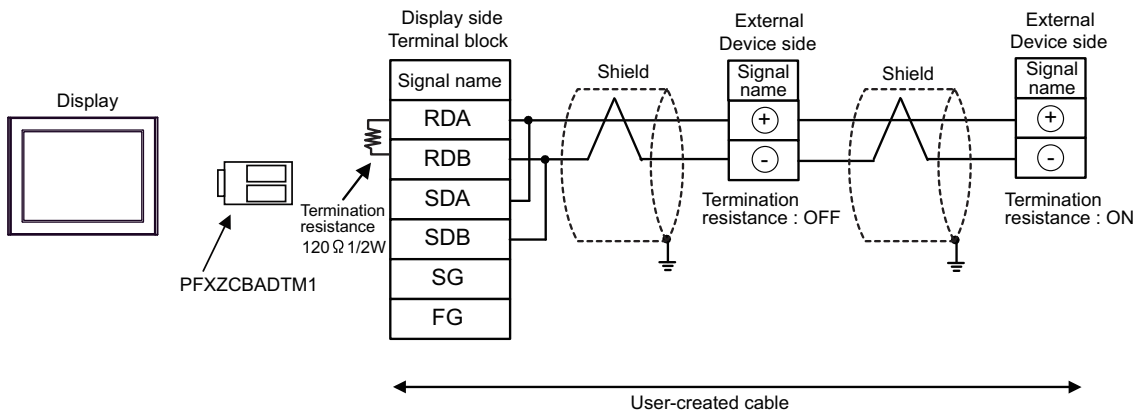 Display
PFXZCBADTM1
Termination
resistance
120Ω 1/2W
Display side
Terminal block
Signal name
RDA
RDB
SDA
SDB
SG
FG
Shield
External
Device side
Signal
name
+
-
Termination
resistance : OFF
Shield
External
Device side
Signal
name
+
-
Termination
resistance : ON
User-created cable